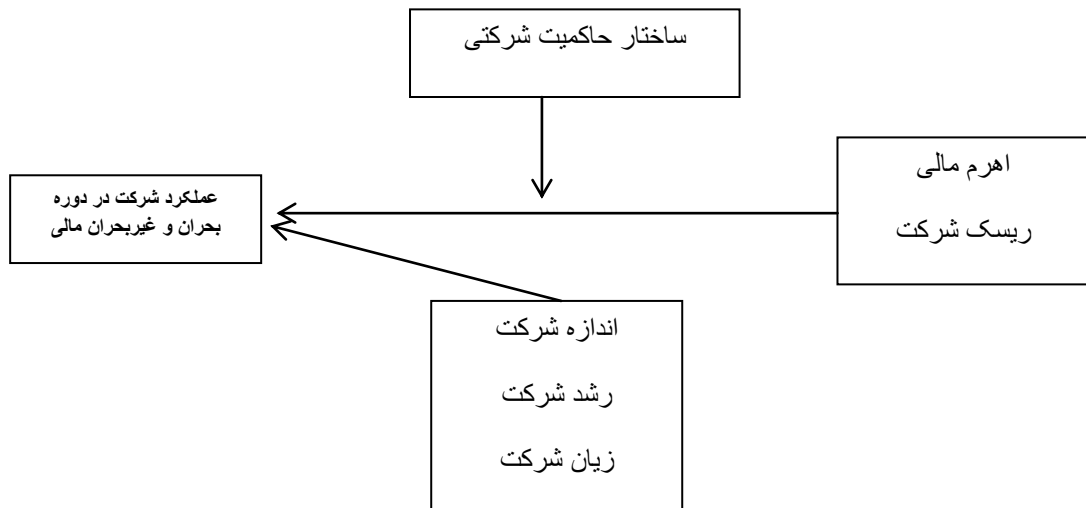 ساختار حاکمیت شرکتی
اهرم مالی
ریسک شرکت
عملکرد شرکت در دوره
بحران و غیربحران مالی
اندازه شرکت
رشد شرکت
زیان شرکت